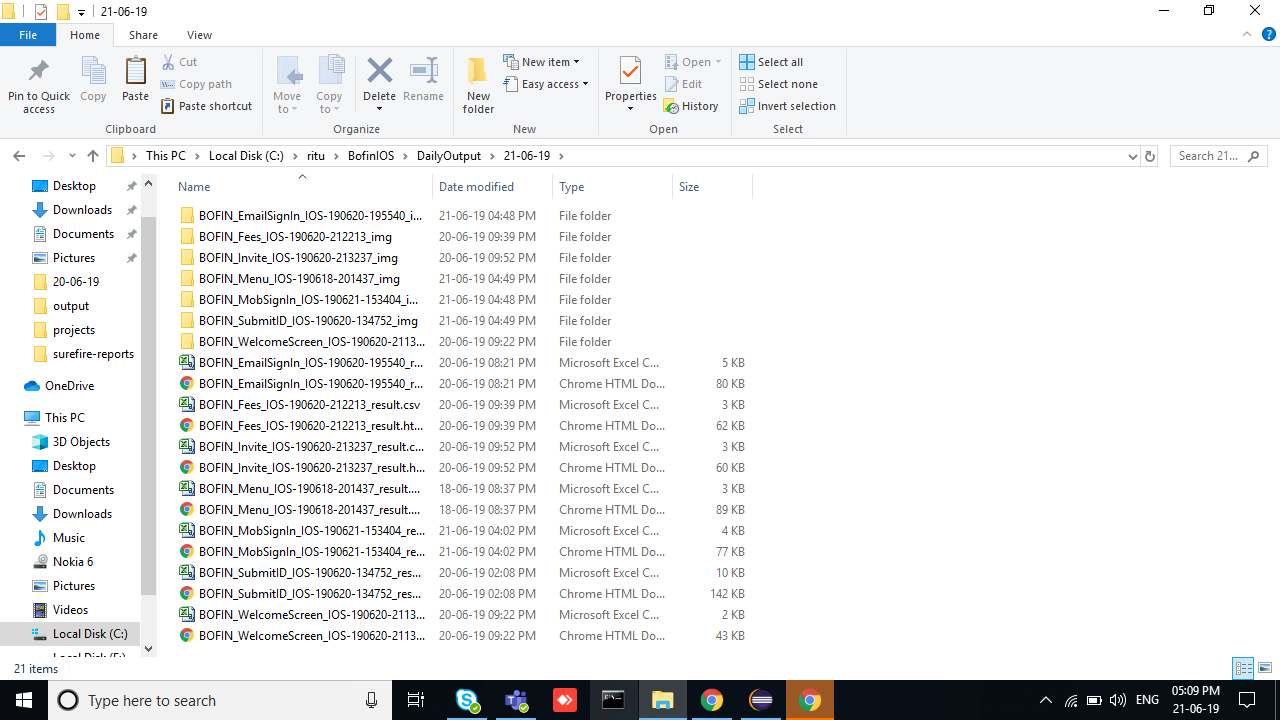 21-06-19
File Home Share View
Pin to Quick access
Copy
Paste
Cut
Copy path
Paste shortcut
Clipboard
Move to
Copy to
Delete
Rename
Organize
New folder
New item
Easy access
New
Properties
Open
Edit
History
Open
Select all
Select none
Invert selection
Select
This PC Local Disk (C:) ritu BofinIOS DailyOutput 21-06-19
Search 21...
Desktop
Downloads
Documents
Pictures
20-06-19
output
projects
surefire-reports
OneDrive
This PC
3D Objects
Desktop
Documents
Downloads
Music
Nokia 6
Pictures
Videos
Local Disk (C:)
Name Date modified Type Size
BOFIN_EmailSignIn_IOS-190620-195540_i... 21-06-19 04:48 PM File folder
BOFIN_Fees_IOS-190620-212213_img 20-06-19 09:39 PM File folder
BOFIN_Invite_IOS-190620-213237_img 20-06-19 09:52 PM File folder
BOFIN_Menu_IOS-190618-201437_img 21-06-19 04:49 PM File folder
BOFIN_MobSignIn_IOS-190621-153404_i... 21-06-19 04:48 PM File folder
BOFIN_SubmitID_IOS-190620-134752_img 21-06-19 04:49 PM File folder
BOFIN_WelcomeScreen_IOS-190620-2113... 20-06-19 09:22 PM File folder
BOFIN_EmailSignIn_IOS-190620-195540_r... 20-06-19 08:21 PM Microsoft Excel C... 5 KB
BOFIN_EmailSignIn_IOS-190620-195540_r... 20-06-19 08:21 PM Chrome HTML Do... 80 KB
BOFIN_Fees_IOS-190620-212213_result.csv 20-06-19 09:39 PM Microsoft Excel C... 3 KB
BOFIN_Fees_IOS-190620-212213_result.ht... 20-06-19 09:39 PM Chrome HTML Do... 62 KB
BOFIN_Invite_IOS-190620-213237_result.c... 20-06-19 09:52 PM Microsoft Excel C... 3 KB
BOFIN_Invite_IOS-190620-213237_result.h... 20-06-19 09:52 PM Chrome HTML Do... 60 KB
BOFIN_Menu_IOS-190618-201437_result.... 18-06-19 08:37 PM Microsoft Excel C... 3 KB
BOFIN_Menu_IOS-190618-201437_result.... 18-06-19 08:37 PM Chrome HTML Do... 89 KB
BOFIN_MobSignIn_IOS-190621-153404_re... 21-06-19 04:02 PM Microsoft Excel C... 4 KB
BOFIN_MobSignIn_IOS-190621-153404_re... 21-06-19 04:02 PM Chrome HTML Do... 77 KB
BOFIN_SubmitID_IOS-190620-134752_res... 20-06-19 02:08 PM Microsoft Excel C... 10 KB
BOFIN_SubmitID_IOS-190620-134752_res... 20-06-19 02:08 PM Chrome HTML Do... 142 KB
BOFIN_WelcomeScreen_IOS-190620-2113... 20-06-19 09:22 PM Microsoft Excel C... 2 KB
BOFIN_WelcomeScreen_IOS-190620-2113... 20-06-19 09:22 PM Chrome HTML Do... 43 KB
21 items
Type here to search
ENG
05:09 PM
21-06-19